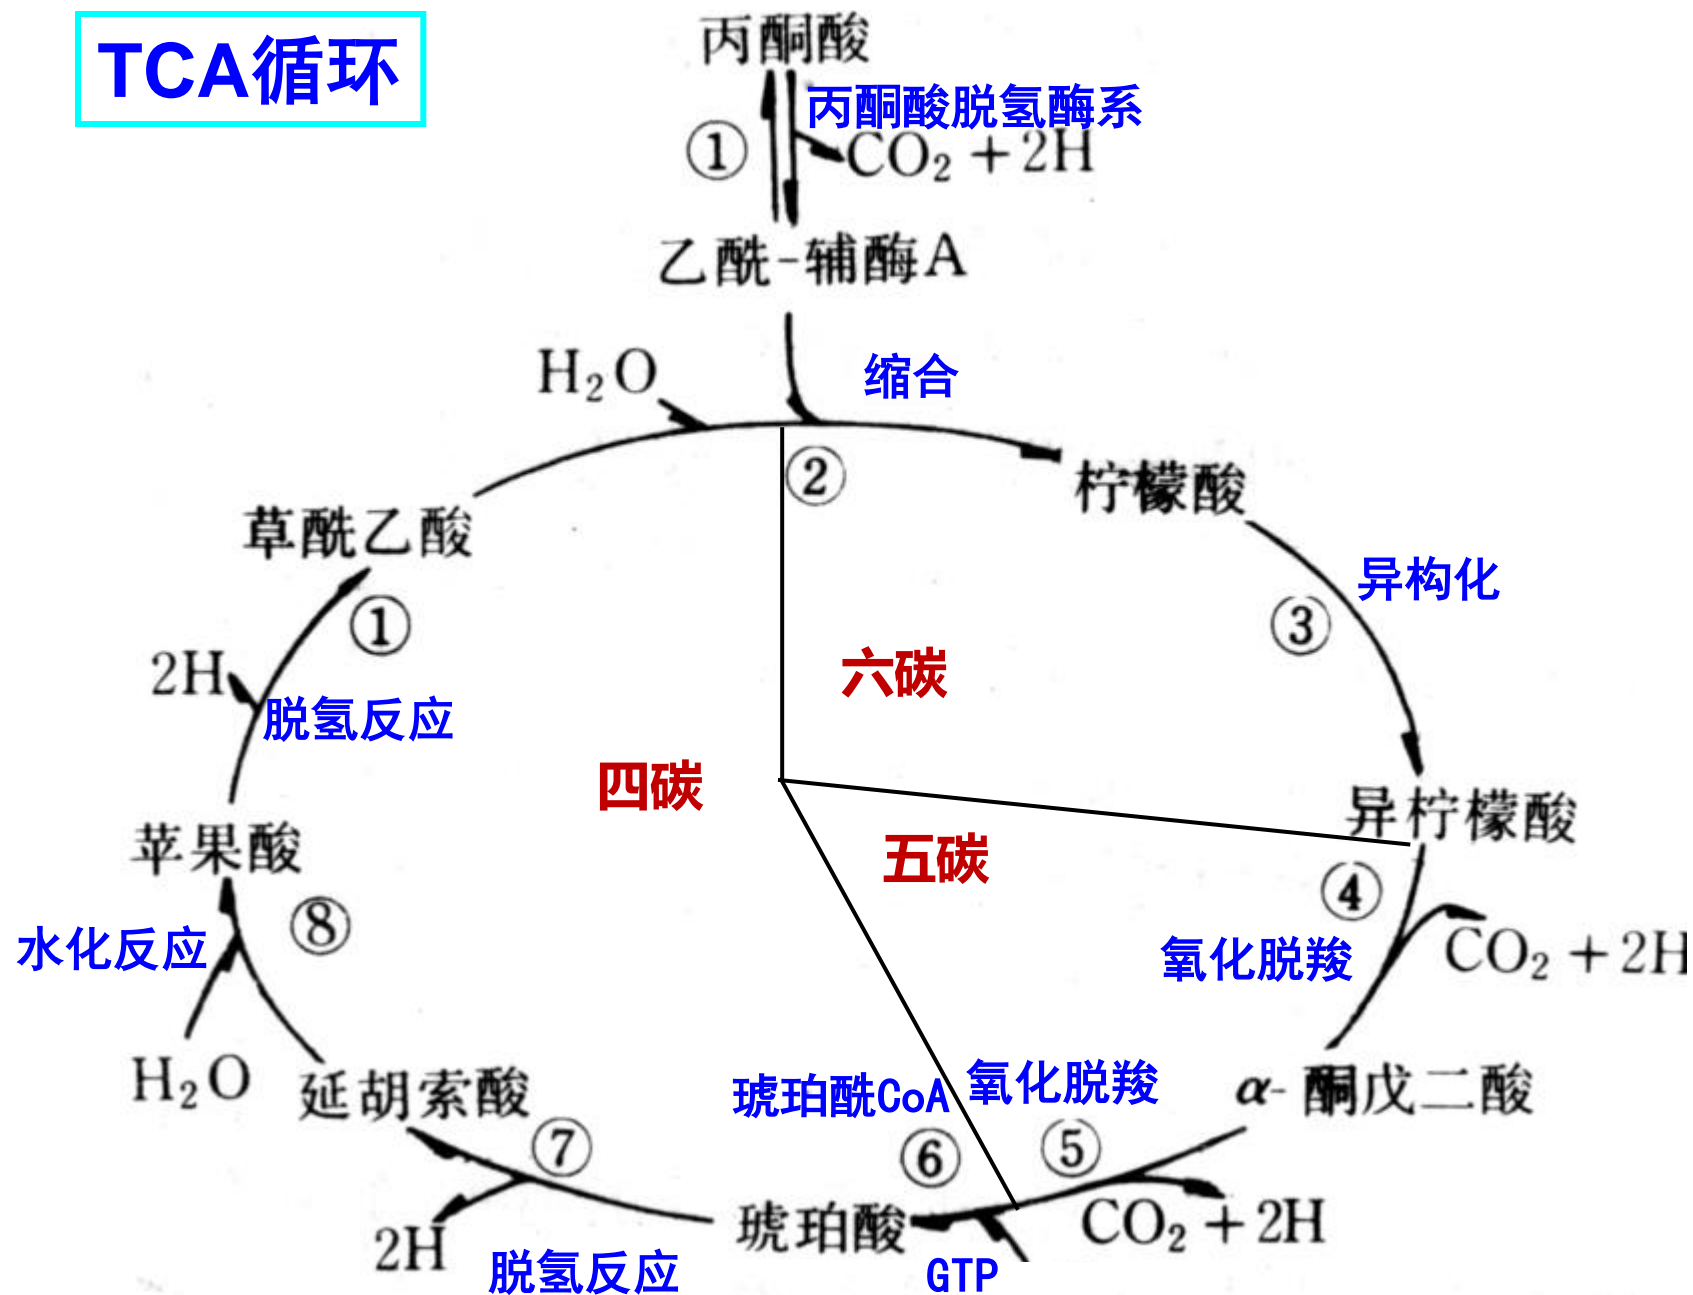 TCA循环
丙酮酸
丙酮酸脱氢酶系
①
CO₂ + 2H
乙酰-辅酶A
H₂O
缩合
②
柠檬酸
草酰乙酸
异构化
①
③
2H
脱氢反应
六碳
四碳
异柠檬酸
苹果酸
五碳
④
⑧
水化反应
氧化脱羧
CO₂ + 2H
H₂O
延胡索酸
琥珀酰CoA
氧化脱羧
α-酮戊二酸
⑦
⑥
⑤
琥珀酸
CO₂ + 2H
2H
脱氢反应
GTP